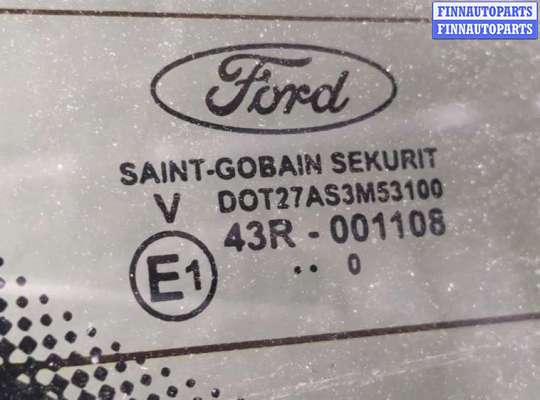 FINNAUTOPARTS
FINNAUTOPARTS
Ford
SAINT-GOBAIN SEKURIT
V DOT27AS3M53100
43R - 001108
E1 .. 0